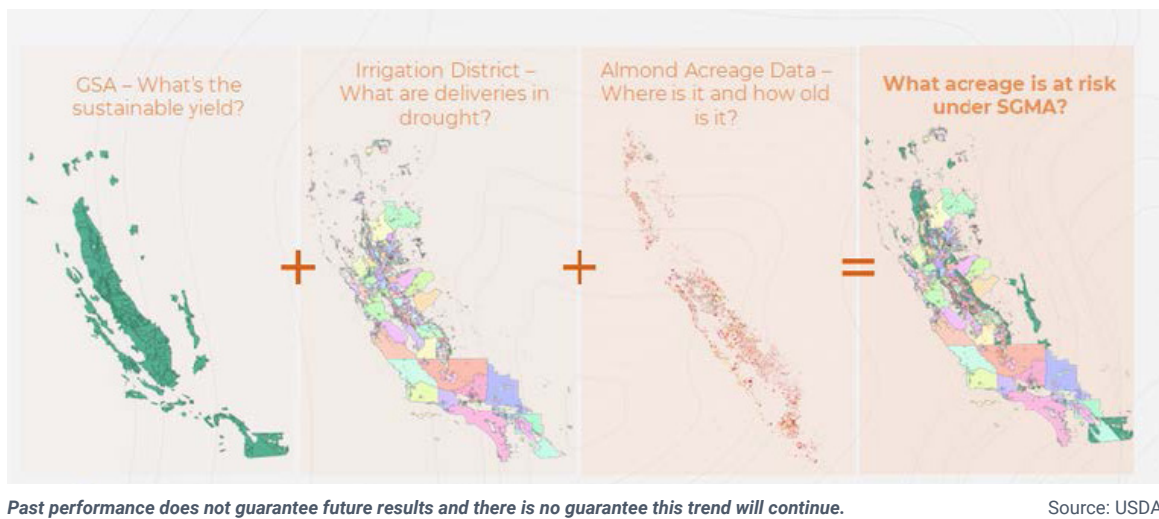 GSA – What's the
sustainable yield?
Irrigation District –
What are deliveries in
drought?
Almond Acreage Data –
Where is it and how old
is it?
What acreage is at risk
under SGMA?
+
+
=
Past performance does not guarantee future results and there is no guarantee this trend will continue.
Source: USDA